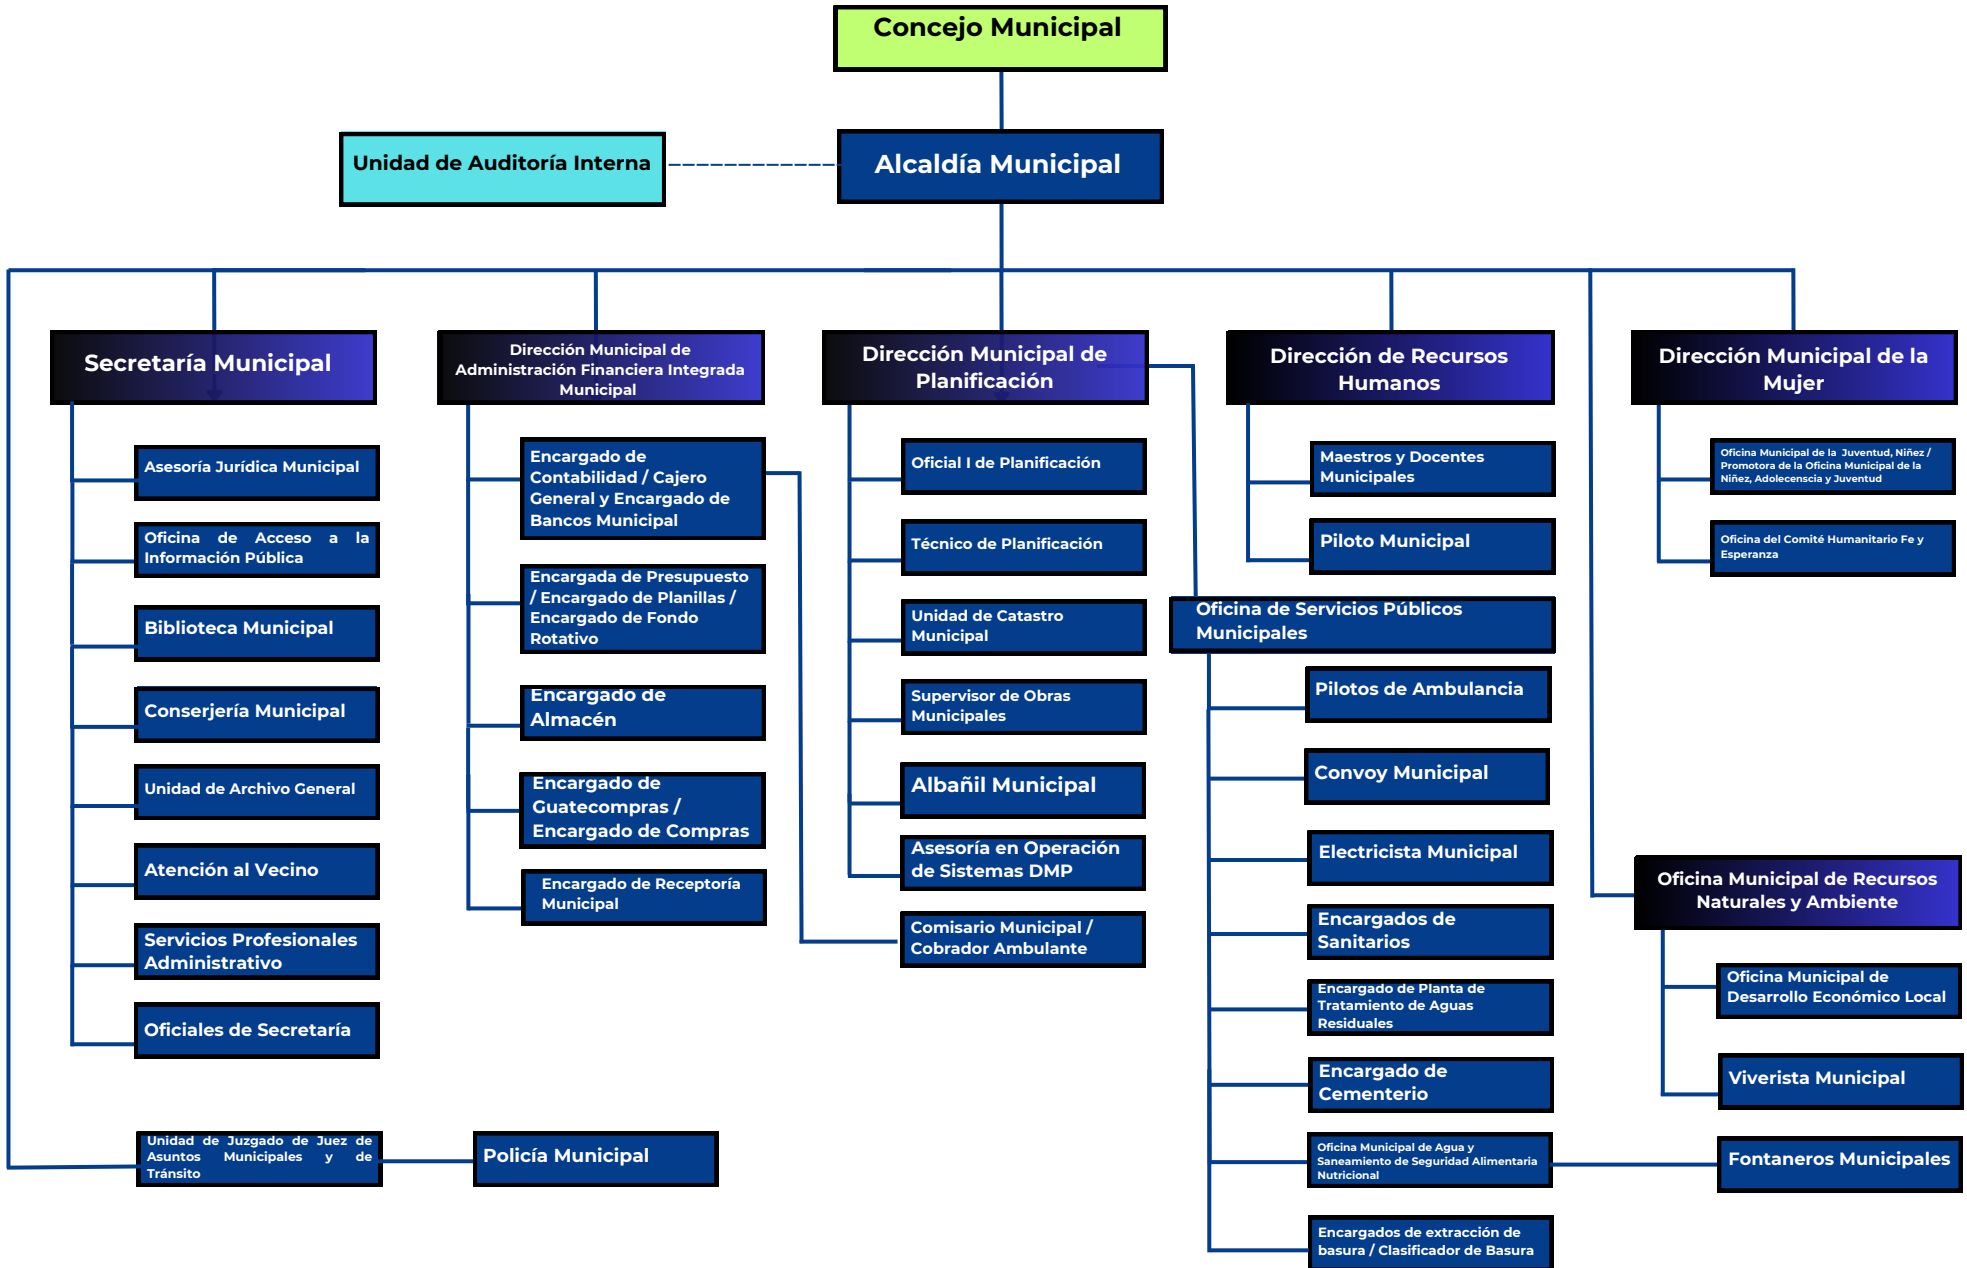 Concejo Municipal
Unidad de Auditoría Interna
Alcaldía Municipal
Secretaría Municipal
Asesoría Jurídica Municipal
Oficina de Acceso a la
Información Pública
Biblioteca Municipal
Conserjería Municipal
Unidad de Archivo General
Atención al Vecino
Servicios Profesionales
Administrativo
Oficiales de Secretaría
Unidad de Juzgado de Juez de
Asuntos Municipales y de
Tránsito
Policía Municipal
Dirección Municipal de
Administración Financiera Integrada
Municipal
Encargado de
Contabilidad / Cajero
General y Encargado de
Bancos Municipal
Encargada de Presupuesto
/ Encargado de Planillas /
Encargado de Fondo
Rotativo
Encargado de
Almacén
Encargado de
Guatecompras /
Encargado de Compras
Encargado de Receptoría
Municipal
Dirección Municipal de
Planificación
Oficial I de Planificación
Técnico de Planificación
Unidad de Catastro
Municipal
Supervisor de Obras
Municipales
Albañil Municipal
Asesoría en Operación
de Sistemas DMP
Comisario Municipal /
Cobrador Ambulante
Dirección de Recursos
Humanos
Maestros y Docentes
Municipales
Piloto Municipal
Oficina de Servicios Públicos
Municipales
Pilotos de Ambulancia
Convoy Municipal
Electricista Municipal
Encargados de
Sanitarios
Encargado de Planta de
Tratamiento de Aguas
Residuales
Encargado de
Cementerio
Oficina Municipal de Agua y
Saneamiento de Seguridad Alimentaria
Nutricional
Fontaneros Municipales
Encargados de extracción de
basura / Clasificador de Basura
Dirección Municipal de la
Mujer
Oficina Municipal de la Juventud, Niñez /
Promotora de la Oficina Municipal de la
Niñez, Adolecenscia y Juventud
Oficina del Comité Humanitario Fe y
Esperanza
Oficina Municipal de Recursos
Naturales y Ambiente
Oficina Municipal de
Desarrollo Económico Local
Viverista Municipal